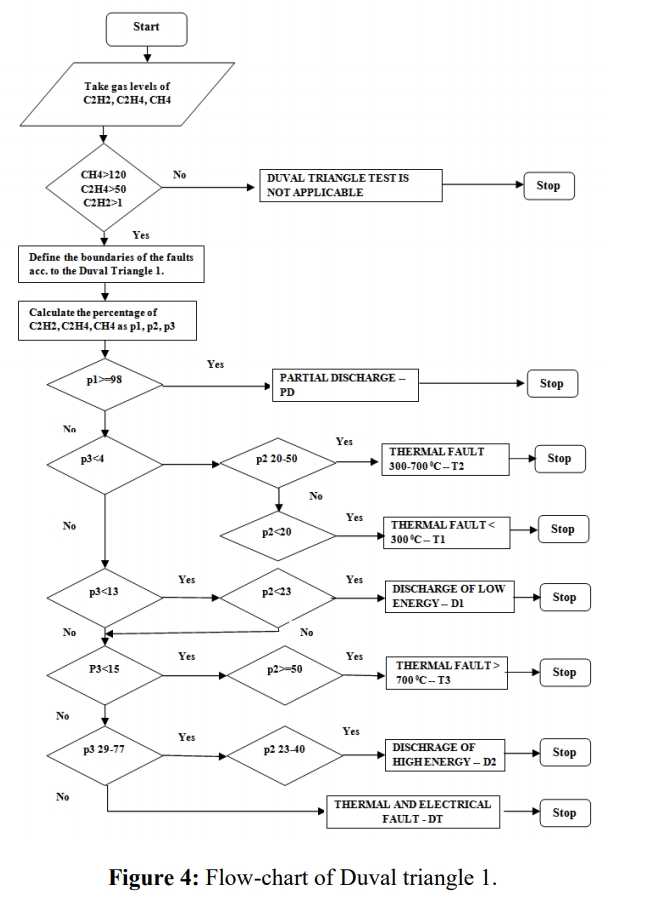 Start
Take gas levels of
C2H2, C2H4, CH4
CH4>120
C2H4>50
C2H2>1
No
DUVAL TRIANGLE TEST IS
NOT APPLICABLE
Stop
Yes
Define the boundaries of the faults
acc. to the Duval Triangle 1.
Calculate the percentage of
C2H2, C2H4, CH4 as p1, p2, p3
p1>=98
Yes
PARTIAL DISCHARGE –
PD
Stop
No
p3<4
p2 20-50
Yes
THERMAL FAULT
300-700 ⁰C – T2
Stop
No
No
p2<20
Yes
THERMAL FAULT <
300 ⁰C – T1
Stop
p3<13
Yes
p2<23
Yes
DISCHARGE OF LOW
ENERGY – D1
Stop
No
No
P3<15
Yes
p2>=50
Yes
THERMAL FAULT >
700 ⁰C – T3
Stop
No
p3 29-77
Yes
p2 23-40
Yes
DISCHRAGE OF
HIGH ENERGY – D2
Stop
No
THERMAL AND ELECTRICAL
FAULT - DT
Stop
Figure 4: Flow-chart of Duval triangle 1.